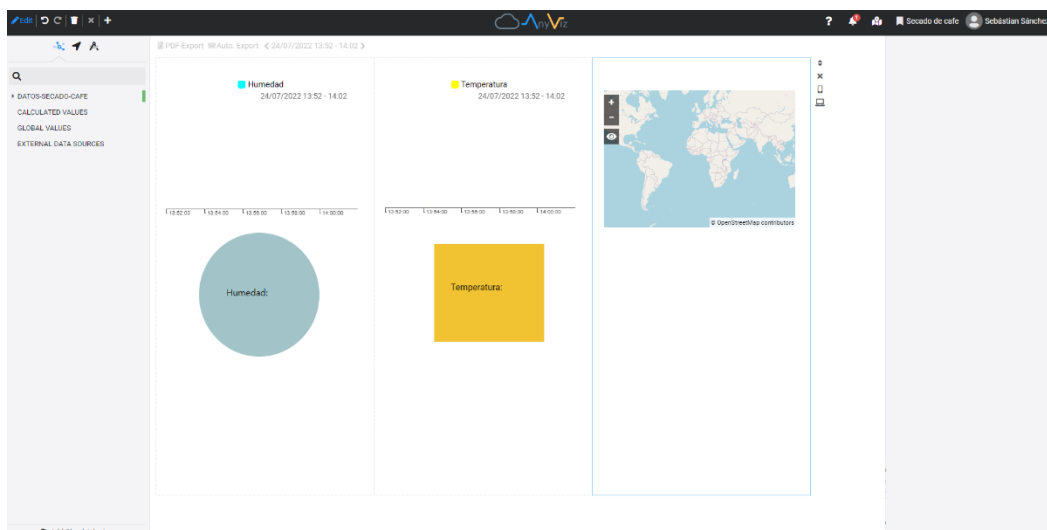 Edit
AnyViz
?
Secado de cafe
Sebástian Sánche
PDF-Export Auto. Export 24/07/2022 13:52 - 14:02
DATOS-SECADO-CAFE
CALCULATED VALUES
GLOBAL VALUES
EXTERNAL DATA SOURCES
Humedad
24/07/2022 13:52 - 14:02
13:52:00 13:54:00 13:56:00 13:58:00 14:00:00
Humedad:
Temperatura
24/07/2022 13:52 - 14:02
13:52:00 13:54:00 13:56:00 13:58:00 14:00:00
Temperatura:
+
−
© OpenStreetMap contributors